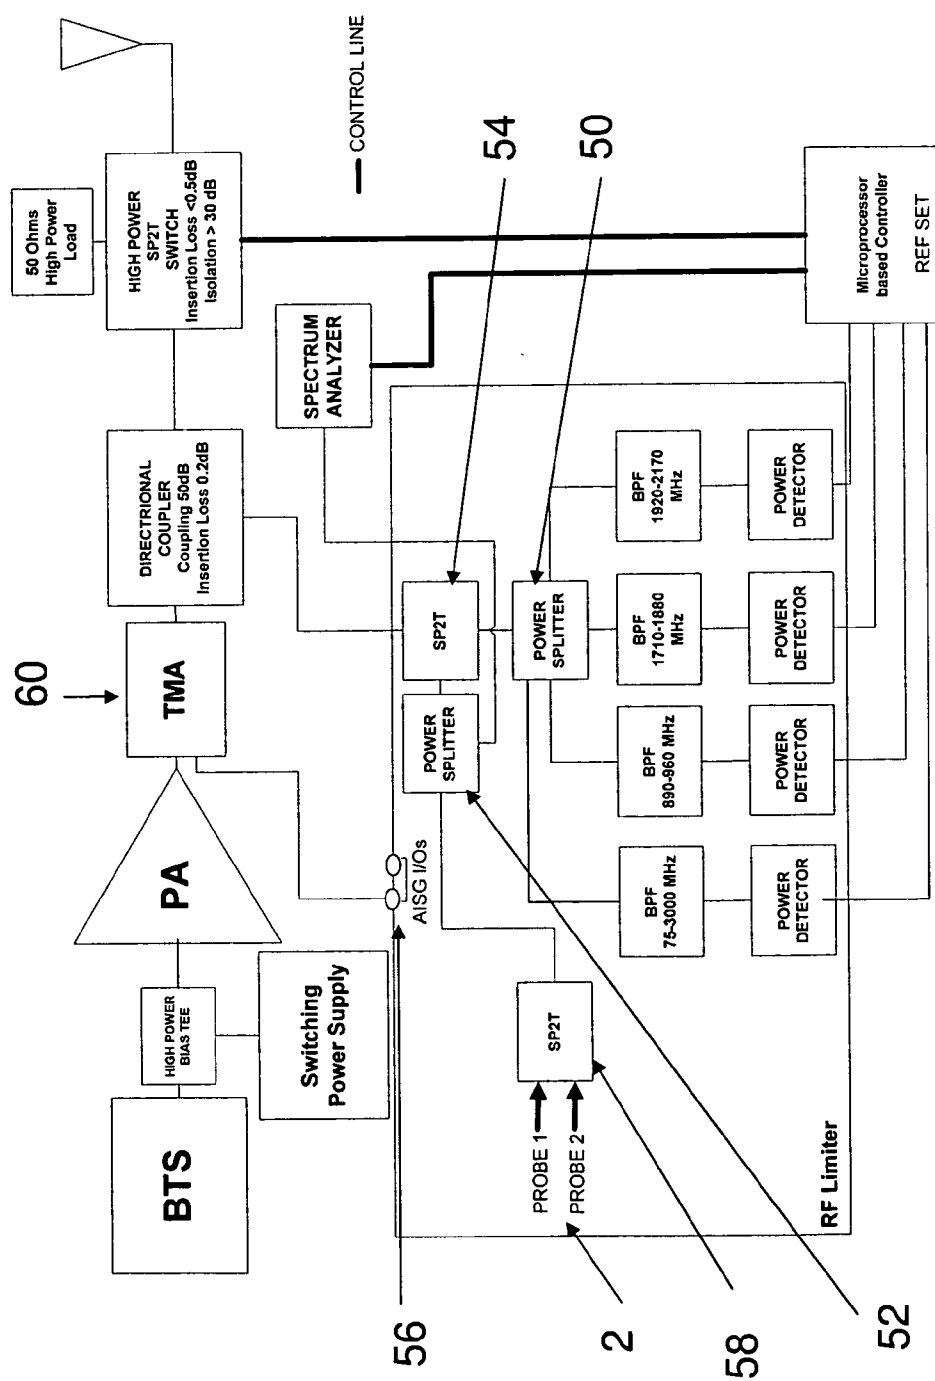 BTS
HIGH POWER
BIAS TEE
Switching
Power Supply
PA
60
TMA
DIRECTRIONAL
COUPLER
Coupling 50dB
Insertion Loss 0.2dB
50 Ohms
High Power
Load
HIGH POWER
SP2T
SWITCH
Insertion Loss <0.5dB
Isolation > 30 dB
CONTROL LINE
SPECTRUM
ANALYZER
56
AISG I/Os
POWER
SPLITTER
SP2T
54
POWER
SPLITTER
50
SP2T
PROBE 1
PROBE 2
2
58
52
BPF
75-3000 MHz
BPF
890-960 MHz
BPF
1710-1880
MHz
BPF
1920-2170
MHz
POWER
DETECTOR
POWER
DETECTOR
POWER
DETECTOR
POWER
DETECTOR
RF Limiter
Microprocessor
based Controller
REF SET